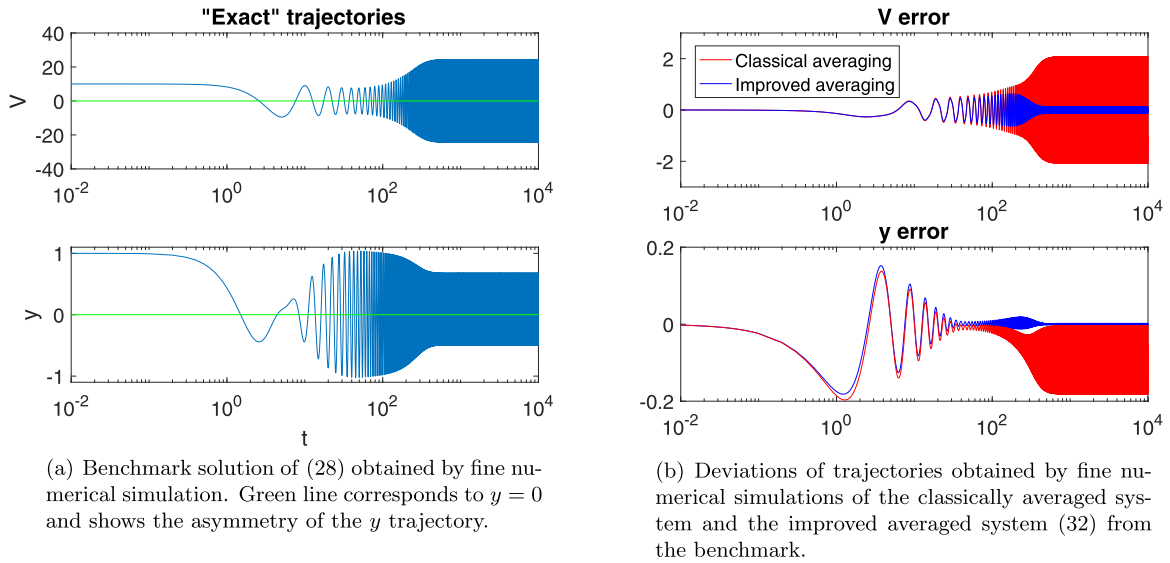 "Exact" trajectories
40
20
0
-20
-40
V
10^-2
10^0
10^2
10^4
1
0
-1
y
10^-2
10^0
10^2
10^4
t
(a) Benchmark solution of (28) obtained by fine nu-
merical simulation. Green line corresponds to y = 0
and shows the asymmetry of the y trajectory.
V error
Classical averaging
Improved averaging
2
0
-2
10^-2
10^0
10^2
10^4
y error
0.2
0
-0.2
10^-2
10^0
10^2
10^4
(b) Deviations of trajectories obtained by fine nu-
merical simulations of the classically averaged sys-
tem and the improved averaged system (32) from
the benchmark.